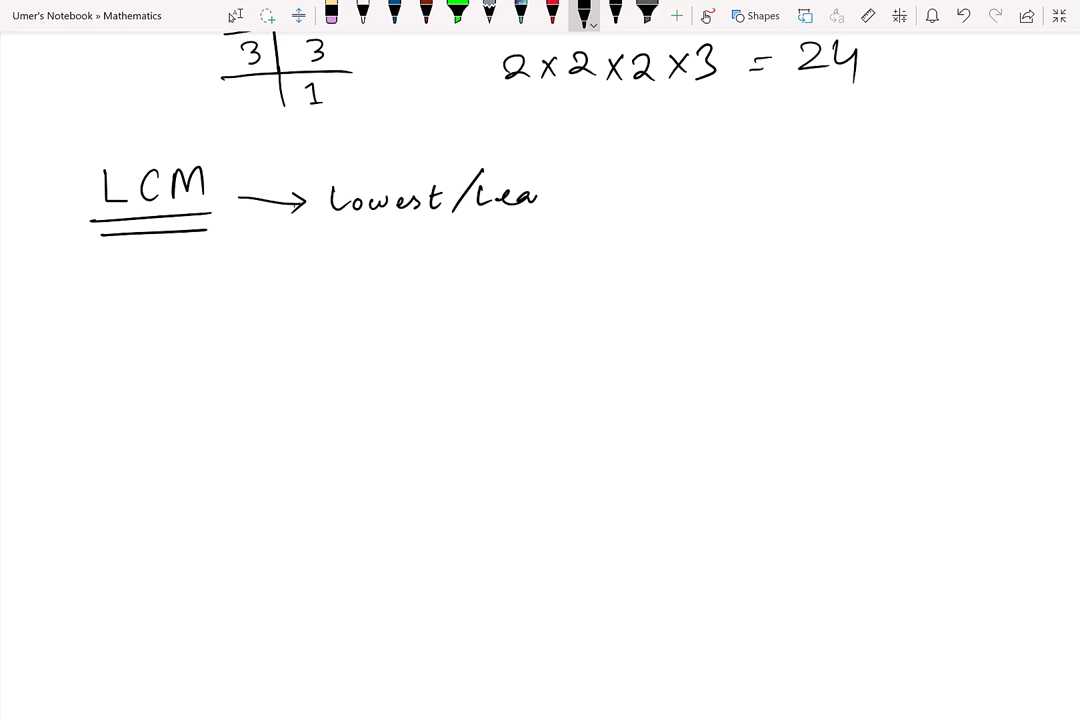 Umer's Notebook » Mathematics
Shapes
3 3
1
2 × 2 × 2 × 3 = 24
LCM → Lowest/Lea